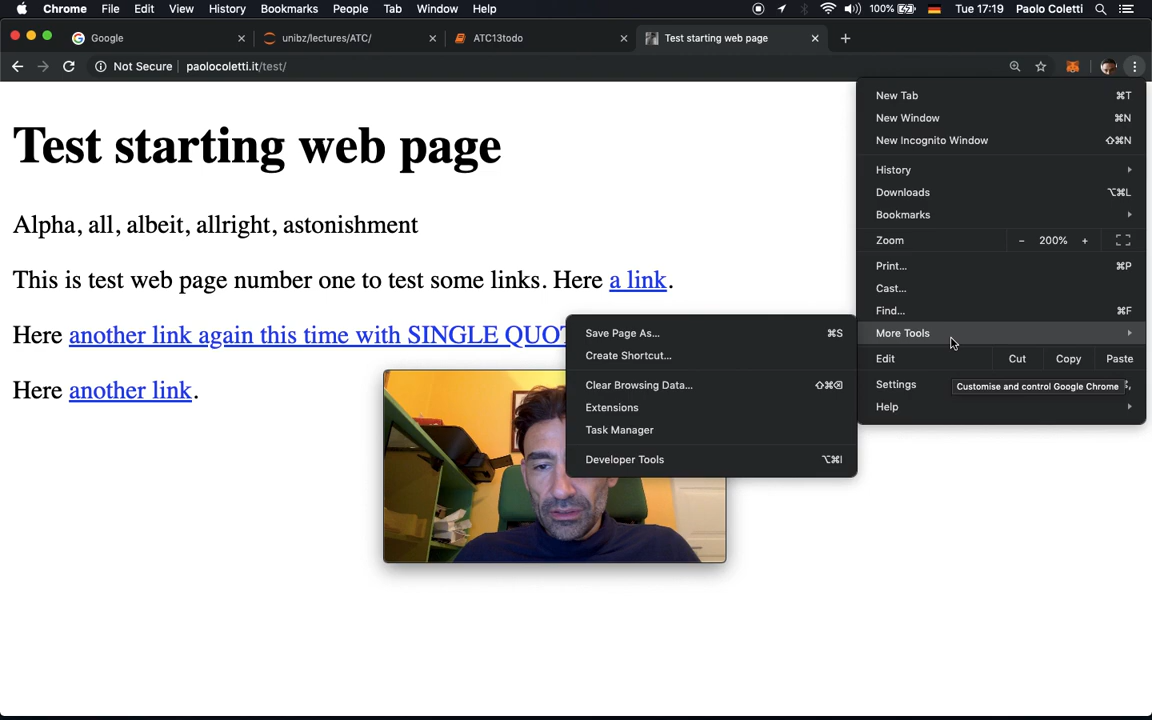 Chrome File Edit View History Bookmarks People Tab Window Help 100% Tue 17:19 Paolo Coletti
Google unibz/lectures/ATC/ ATC13todo Test starting web page
Not Secure paolocoletti.it/test/
Test starting web page
Alpha, all, albeit, allright, astonishment
This is test web page number one to test some links. Here a link.
Here another link again this time with SINGLE QUOT
Here another link.
New Tab ⌘T
New Window ⌘N
New Incognito Window ⇧⌘N
History
Downloads ⌥⌘L
Bookmarks
Zoom - 200% +
Print... ⌘P
Cast...
Find... ⌘F
More Tools
Edit Cut Copy Paste
Settings
Customise and control Google Chrome
Help
Save Page As... ⌘S
Create Shortcut...
Clear Browsing Data... ⇧⌘⌫
Extensions
Task Manager
Developer Tools ⌥⌘I